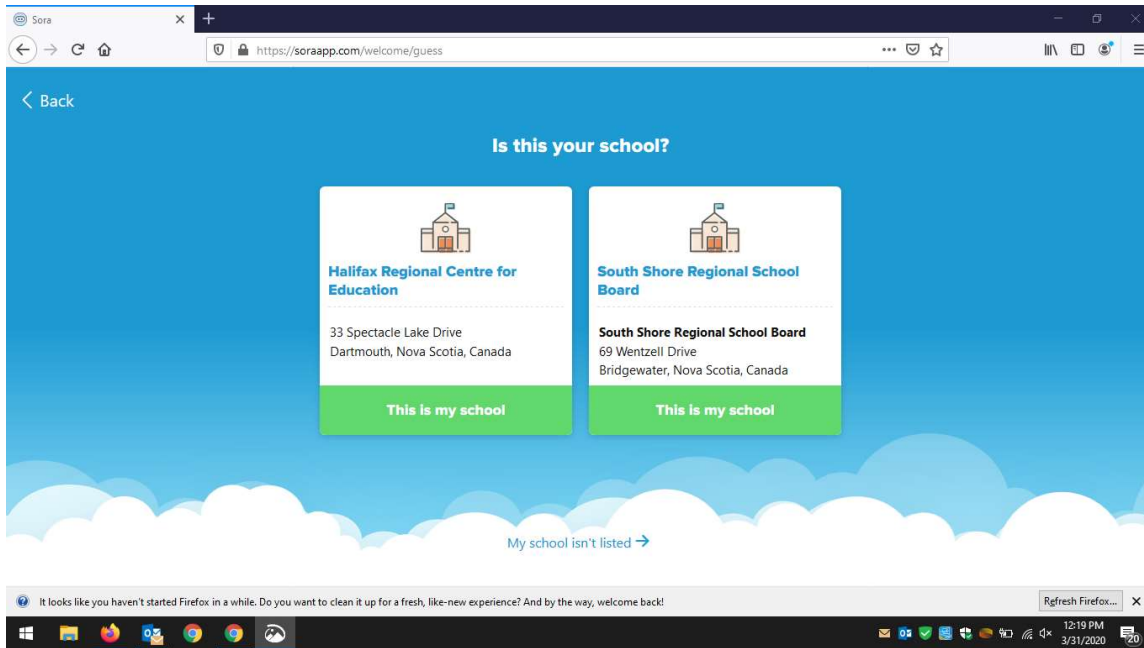 Sora
https://soraapp.com/welcome/guess
Back
Is this your school?
Halifax Regional Centre for
Education
33 Spectacle Lake Drive
Dartmouth, Nova Scotia, Canada
This is my school
South Shore Regional School
Board
South Shore Regional School Board
69 Wentzell Drive
Bridgewater, Nova Scotia, Canada
This is my school
My school isn't listed →
It looks like you haven't started Firefox in a while. Do you want to clean it up for a fresh, like-new experience? And by the way, welcome back!
Refresh Firefox...
12:19 PM
3/31/2020
20